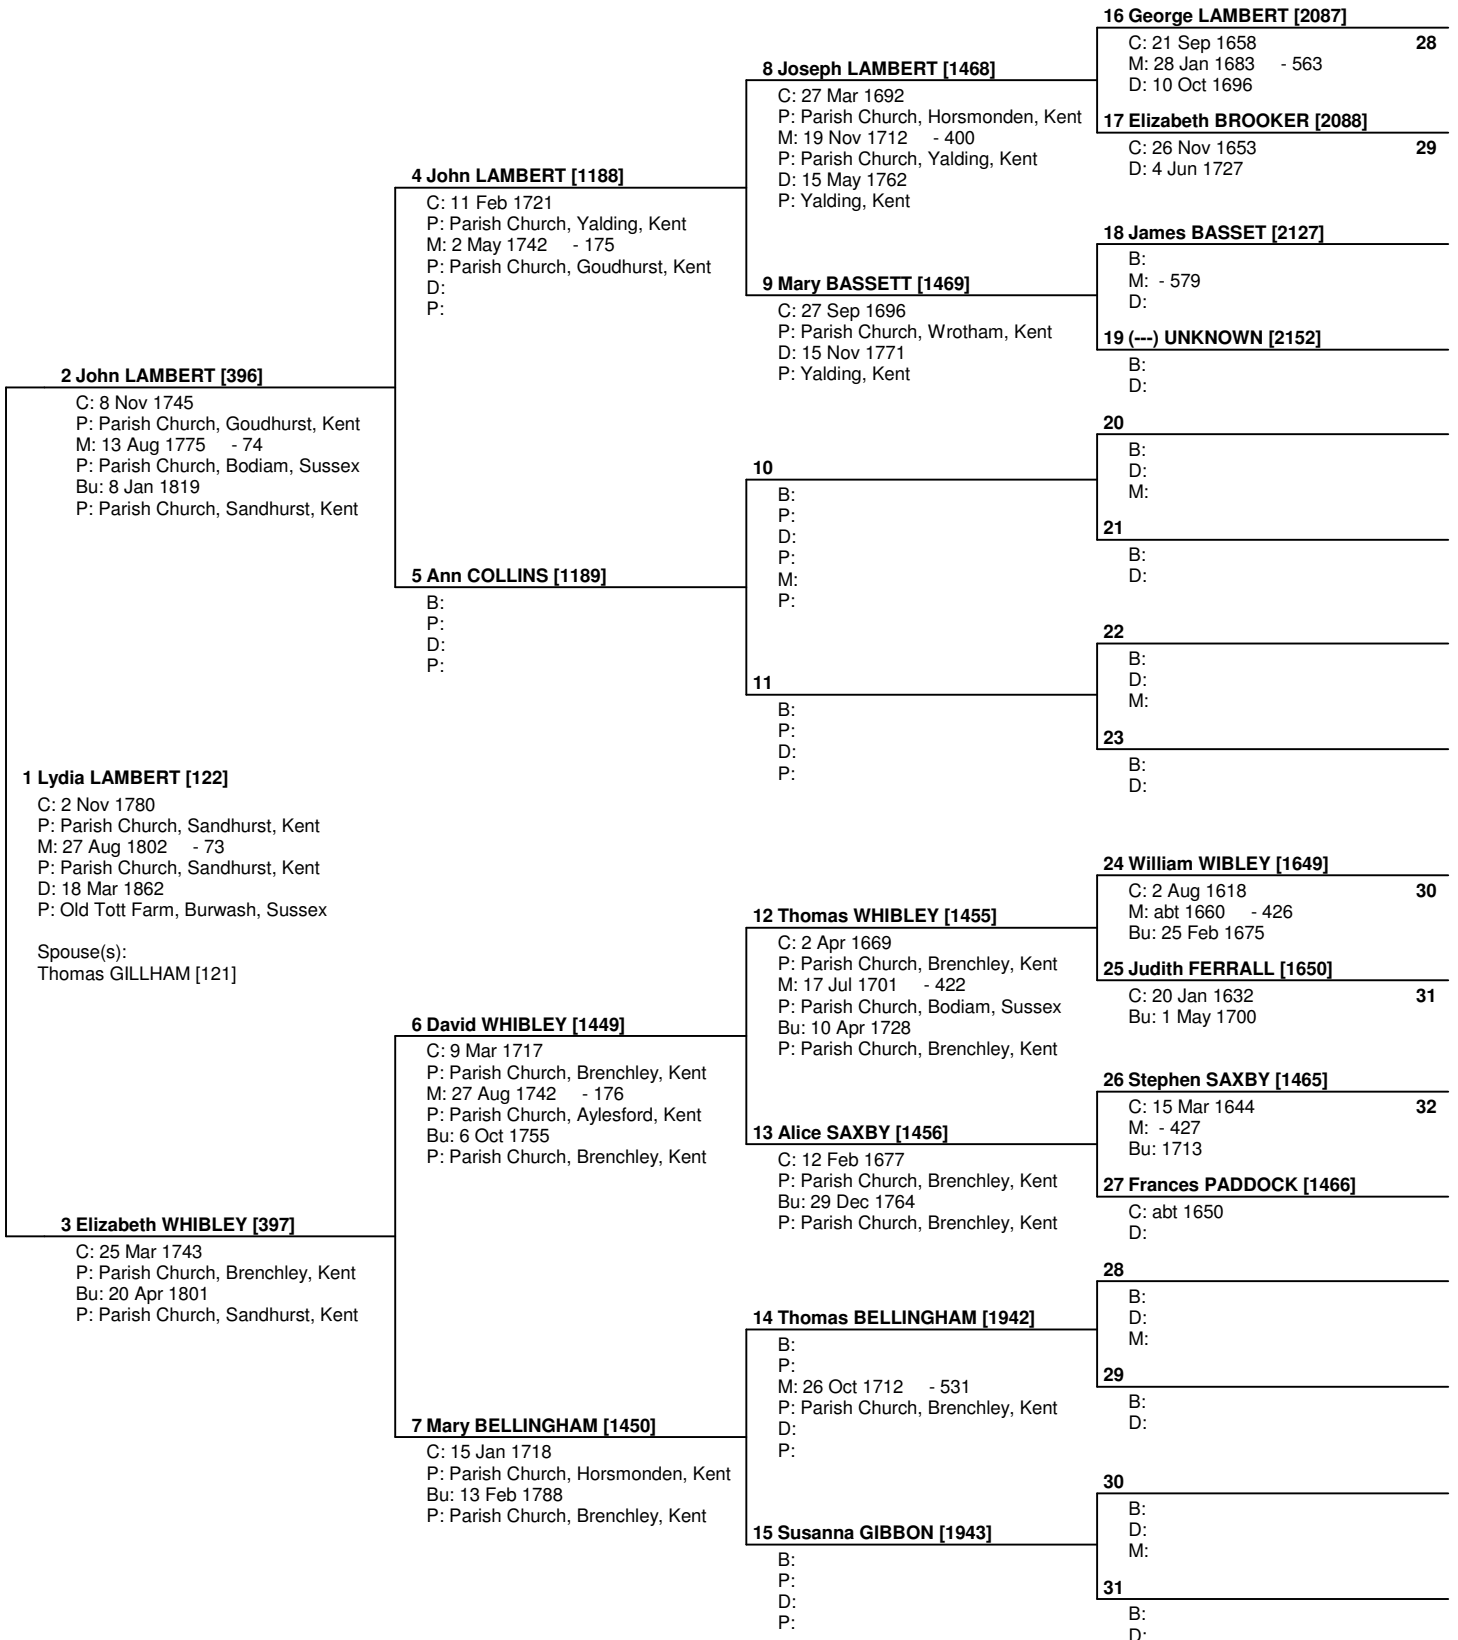 1 Lydia LAMBERT [122]
C: 2 Nov 1780
P: Parish Church, Sandhurst, Kent
M: 27 Aug 1802 - 73
P: Parish Church, Sandhurst, Kent
D: 18 Mar 1862
P: Old Tott Farm, Burwash, Sussex
Spouse(s):
Thomas GILLHAM [121]
2 John LAMBERT [396]
C: 8 Nov 1745
P: Parish Church, Goudhurst, Kent
M: 13 Aug 1775 - 74
P: Parish Church, Bodiam, Sussex
Bu: 8 Jan 1819
P: Parish Church, Sandhurst, Kent
3 Elizabeth WHIBLEY [397]
C: 25 Mar 1743
P: Parish Church, Brenchley, Kent
Bu: 20 Apr 1801
P: Parish Church, Sandhurst, Kent
4 John LAMBERT [1188]
C: 11 Feb 1721
P: Parish Church, Yalding, Kent
M: 2 May 1742 - 175
P: Parish Church, Goudhurst, Kent
D:
P:
5 Ann COLLINS [1189]
B:
P:
D:
P:
6 David WHIBLEY [1449]
C: 9 Mar 1717
P: Parish Church, Brenchley, Kent
M: 27 Aug 1742 - 176
P: Parish Church, Aylesford, Kent
Bu: 6 Oct 1755
P: Parish Church, Brenchley, Kent
7 Mary BELLINGHAM [1450]
C: 15 Jan 1718
P: Parish Church, Horsmonden, Kent
Bu: 13 Feb 1788
P: Parish Church, Brenchley, Kent
8 Joseph LAMBERT [1468]
C: 27 Mar 1692
P: Parish Church, Horsmonden, Kent
M: 19 Nov 1712 - 400
P: Parish Church, Yalding, Kent
D: 15 May 1762
P: Yalding, Kent
9 Mary BASSETT [1469]
C: 27 Sep 1696
P: Parish Church, Wrotham, Kent
D: 15 Nov 1771
P: Yalding, Kent
10
B:
P:
D:
P:
M:
P:
11
B:
P:
D:
P:
12 Thomas WHIBLEY [1455]
C: 2 Apr 1669
P: Parish Church, Brenchley, Kent
M: 17 Jul 1701 - 422
P: Parish Church, Bodiam, Sussex
Bu: 10 Apr 1728
P: Parish Church, Brenchley, Kent
13 Alice SAXBY [1456]
C: 12 Feb 1677
P: Parish Church, Brenchley, Kent
Bu: 29 Dec 1764
P: Parish Church, Brenchley, Kent
14 Thomas BELLINGHAM [1942]
B:
P:
M: 26 Oct 1712 - 531
P: Parish Church, Brenchley, Kent
D:
P:
15 Susanna GIBBON [1943]
B:
P:
D:
P:
16 George LAMBERT [2087]
C: 21 Sep 1658 28
M: 28 Jan 1683 - 563
D: 10 Oct 1696
17 Elizabeth BROOKER [2088]
C: 26 Nov 1653 29
D: 4 Jun 1727
18 James BASSET [2127]
B:
M: - 579
D:
19 (---) UNKNOWN [2152]
B:
D:
20
B:
D:
M:
21
B:
D:
22
B:
D:
M:
23
B:
D:
24 William WIBLEY [1649]
C: 2 Aug 1618 30
M: abt 1660 - 426
Bu: 25 Feb 1675
25 Judith FERRALL [1650]
C: 20 Jan 1632 31
Bu: 1 May 1700
26 Stephen SAXBY [1465]
C: 15 Mar 1644 32
M: - 427
Bu: 1713
27 Frances PADDOCK [1466]
C: abt 1650
D:
28
B:
D:
M:
29
B:
D:
30
B:
D:
M:
31
B:
D: